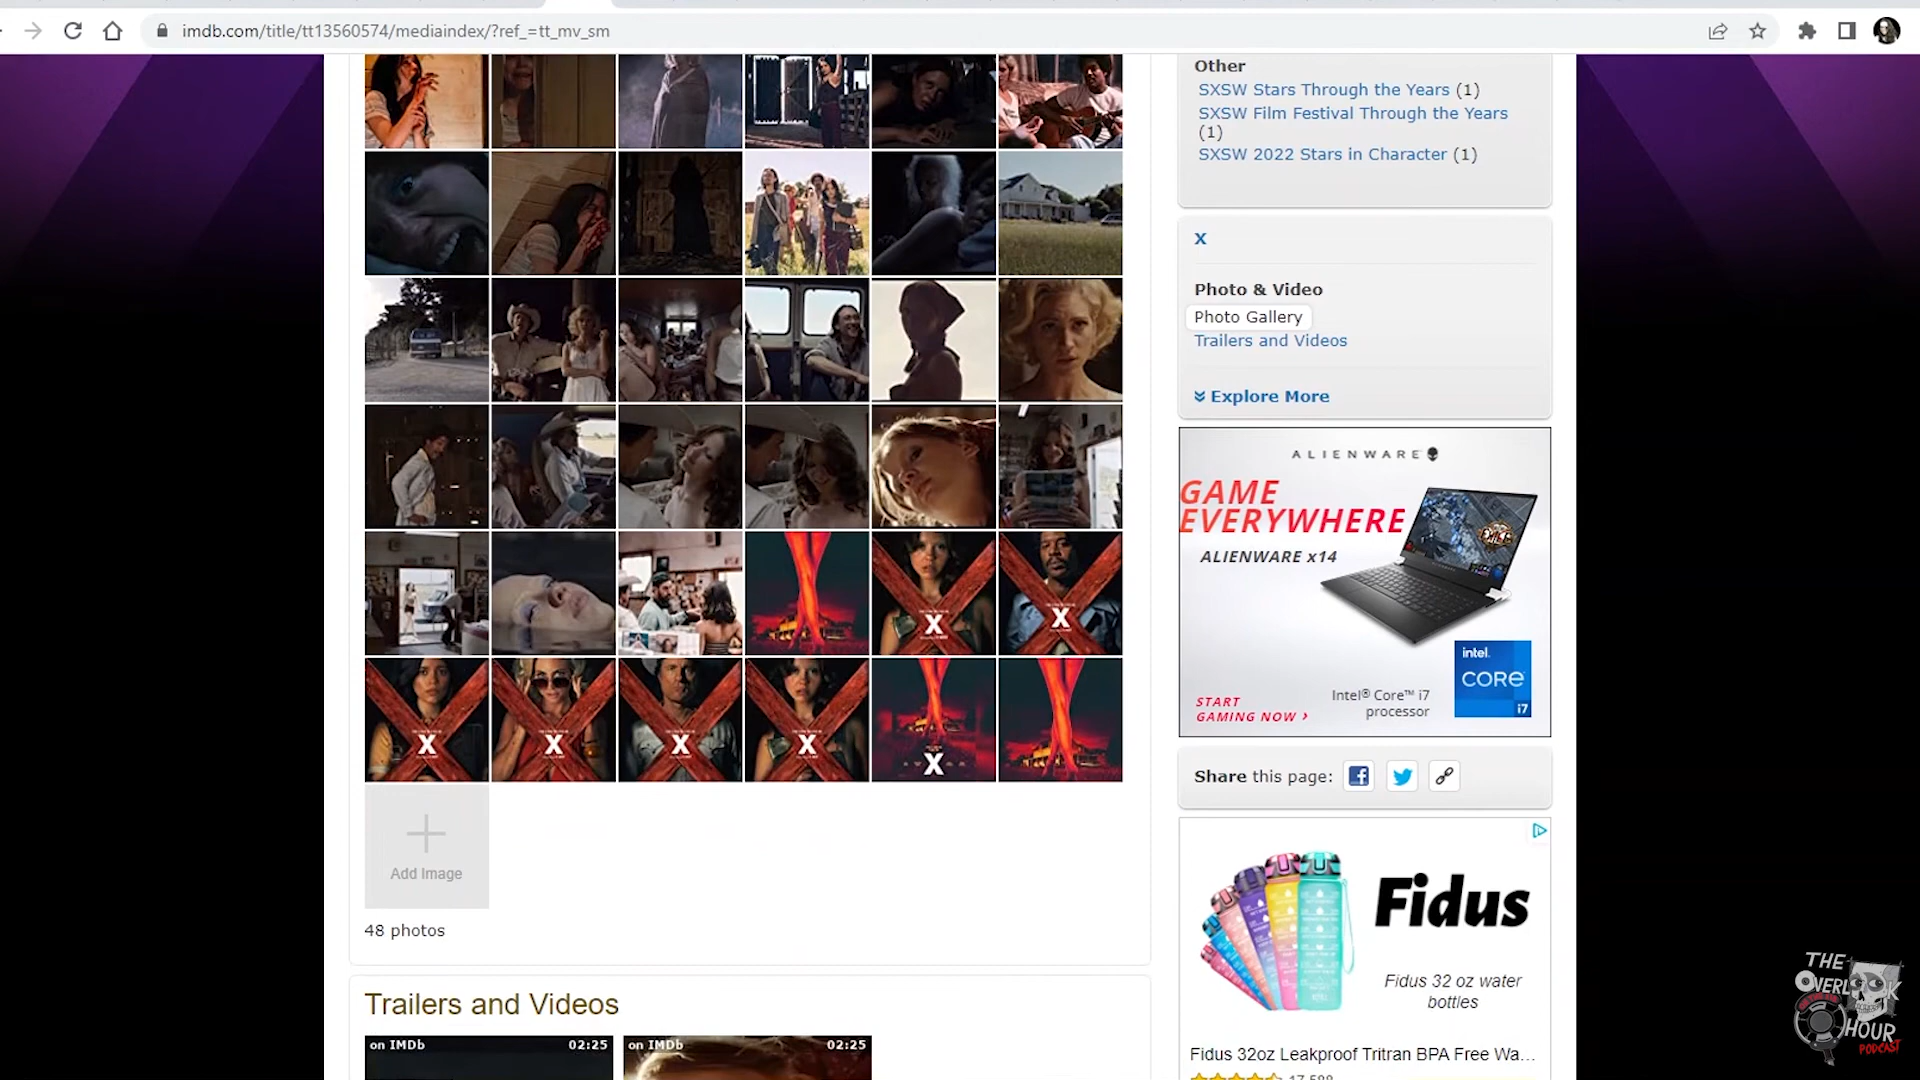 imdb.com/title/tt13560574/mediaindex/?ref_=tt_mv_sm
Other
SXSW Stars Through the Years (1)
SXSW Film Festival Through the Years
(1)
SXSW 2022 Stars in Character (1)
X
Photo & Video
Photo Gallery
Trailers and Videos
Explore More
ALIENWARE
GAME
EVERYWHERE
ALIENWARE x14
intel.
CORE
i7
Intel® Core™ i7
processor
START
GAMING NOW ›
X
X
X
X
X
X
X
Share this page:
Add Image
48 photos
Fidus
Fidus 32 oz water
bottles
Fidus 32oz Leakproof Tritran BPA Free Wa...
17,588
Trailers and Videos
on IMDb 02:25
on IMDb 02:25
THE
OVERLOOK
HOUR
PODCAST